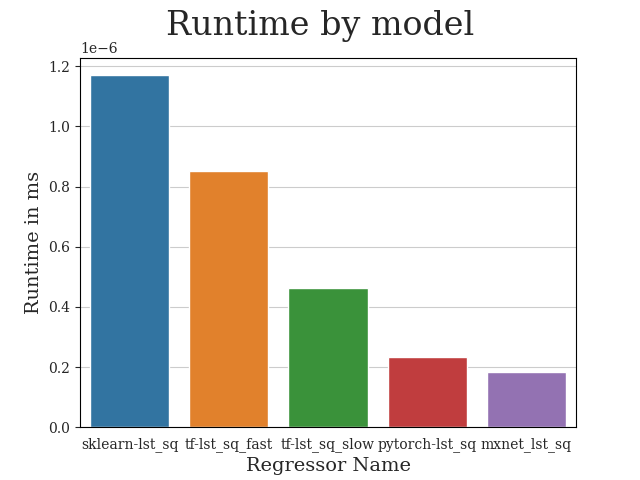 Runtime by model
1e−6
1.2
1.0
0.8
0.6
0.4
0.2
0.0
Runtime in ms
sklearn-lst_sq tf-lst_sq_fast tf-lst_sq_slow pytorch-lst_sq mxnet_lst_sq
Regressor Name